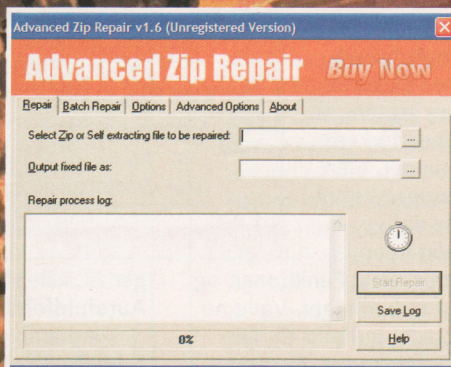 Advanced Zip Repair v1.6 (Unregistered Version)
Advanced Zip Repair Buy Now
Repair Batch Repair Options Advanced Options About
Select Zip or Self extracting file to be repaired: ...
Output fixed file as: ...
Repair process log:
Start Repair
Save Log
0% Help